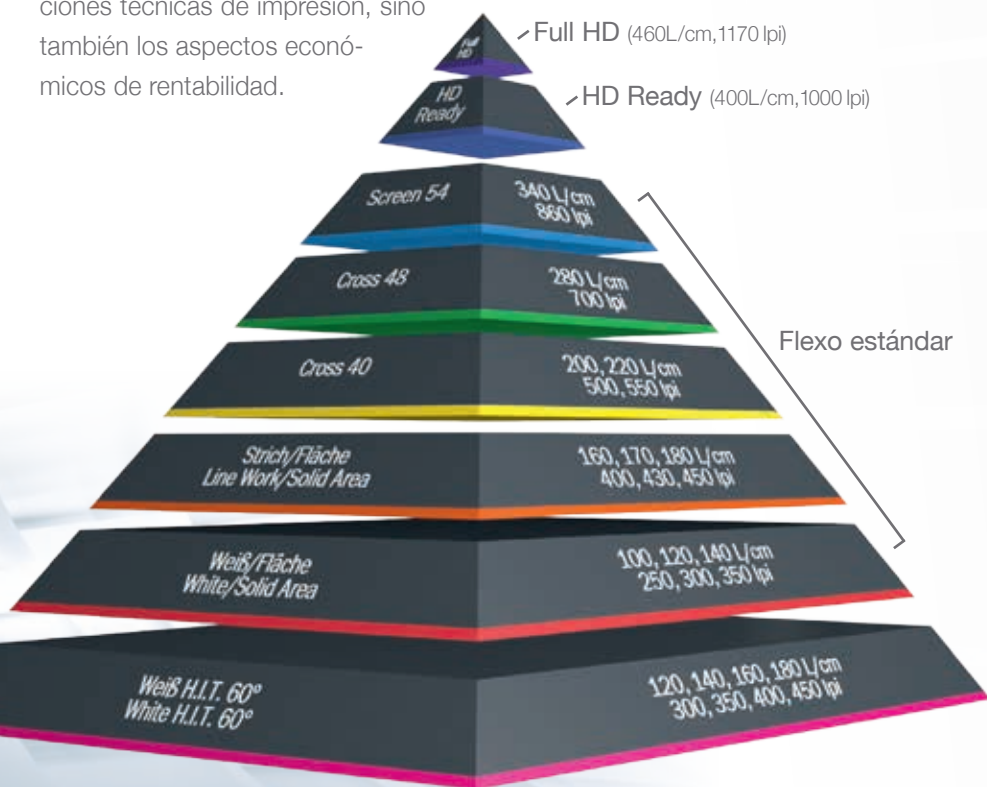 ciones técnicas de impresión, sino
también los aspectos econó-
micos de rentabilidad.
Full
HD
Full HD (460L/cm,1170 lpi)
HD
Ready
HD Ready (400L/cm,1000 lpi)
Screen 54
340 L/cm
860 lpi
Cross 48
280 L/cm
700 lpi
Flexo estándar
Cross 40
200, 220 L/cm
500, 550 lpi
Strich/Fläche
Line Work/Solid Area
160, 170, 180 L/cm
400, 430, 450 lpi
Weiß/Fläche
White/Solid Area
100, 120, 140 L/cm
250, 300, 350 lpi
Weiß H.I.T. 60°
White H.I.T. 60°
120, 140, 160, 180 L/cm
300, 350, 400, 450 lpi